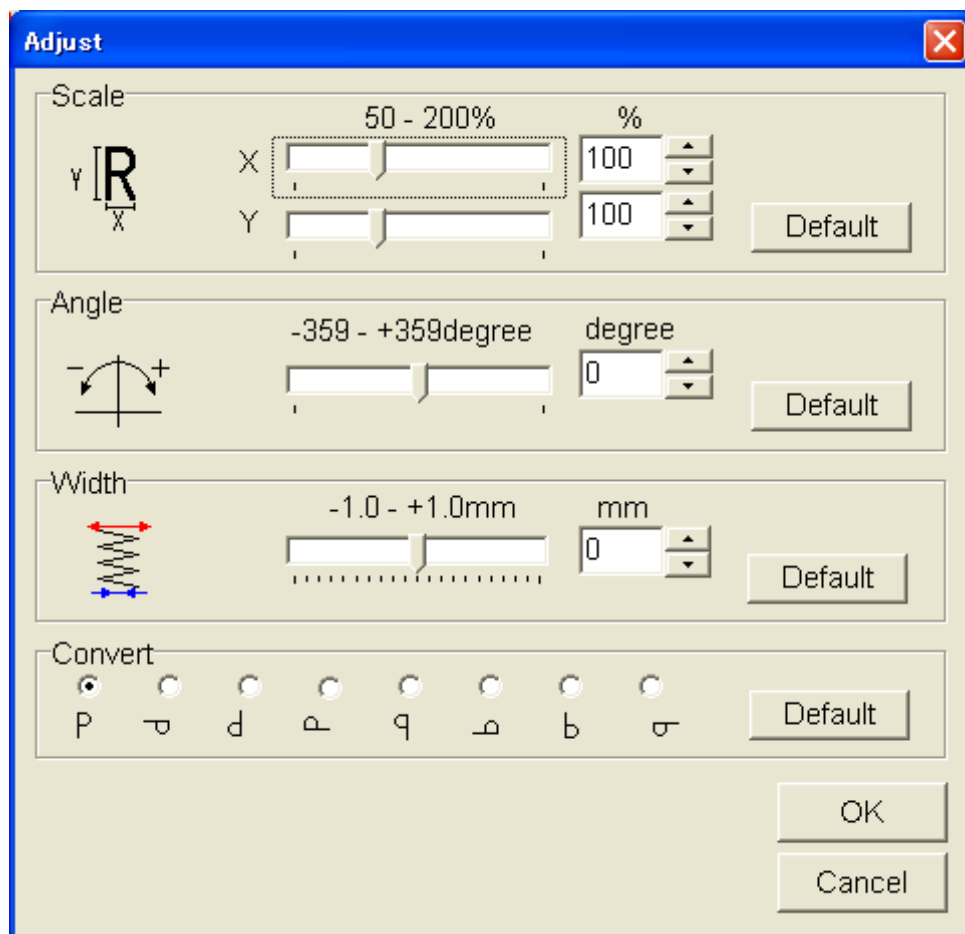 Adjust
Scale
50 - 200%
%
Y R
X
X
100
Y
100
Default
Angle
-359 - +359degree
degree
- +
0
Default
Width
-1.0 - +1.0mm
mm
0
Default
Convert
P P P P P P P P
Default
OK
Cancel